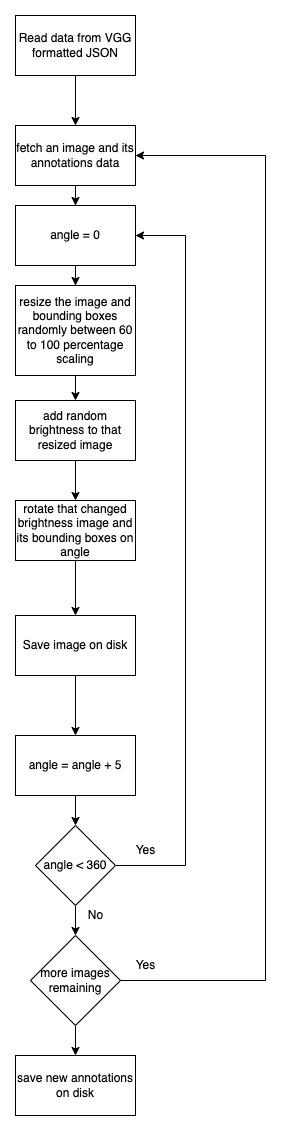 Read data from VGG
formatted JSON
fetch an image and its
annotations data
angle = 0
resize the image and
bounding boxes
randomly between 60
to 100 percentage
scaling
add random
brightness to that
resized image
rotate that changed
brightness image and
its bounding boxes on
angle
Save image on disk
angle = angle + 5
angle < 360
Yes
No
more images
remaining
Yes
save new annotations
on disk